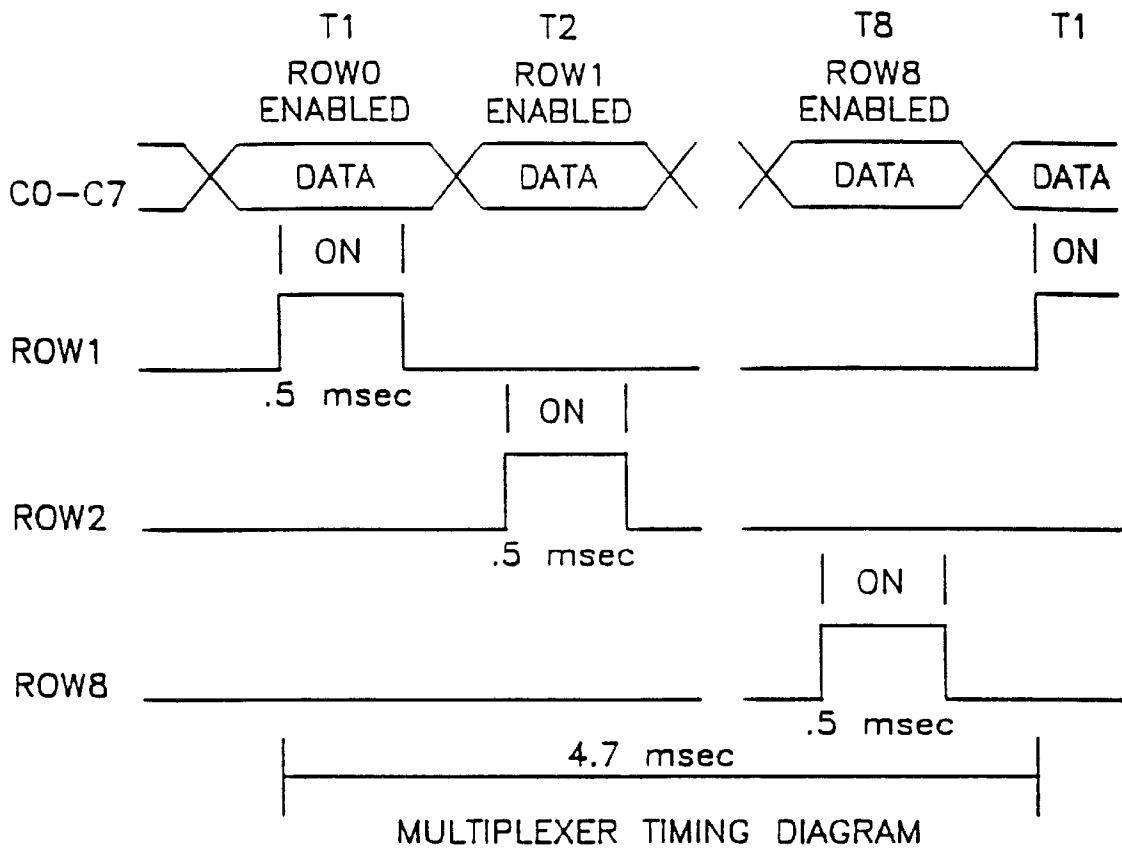 T1 T2 T8 T1
ROW0 ROW1 ROW8
ENABLED ENABLED ENABLED
C0-C7 DATA DATA DATA DATA
ON ON
ROW1
.5 msec
ON
ROW2
.5 msec
ON
ROW8
.5 msec
4.7 msec
MULTIPLEXER TIMING DIAGRAM